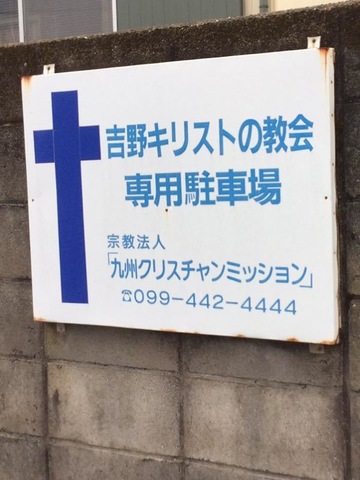 吉野キリストの教会
専用駐車場
宗教法人
「九州クリスチャンミッション」
☎099-442-4444